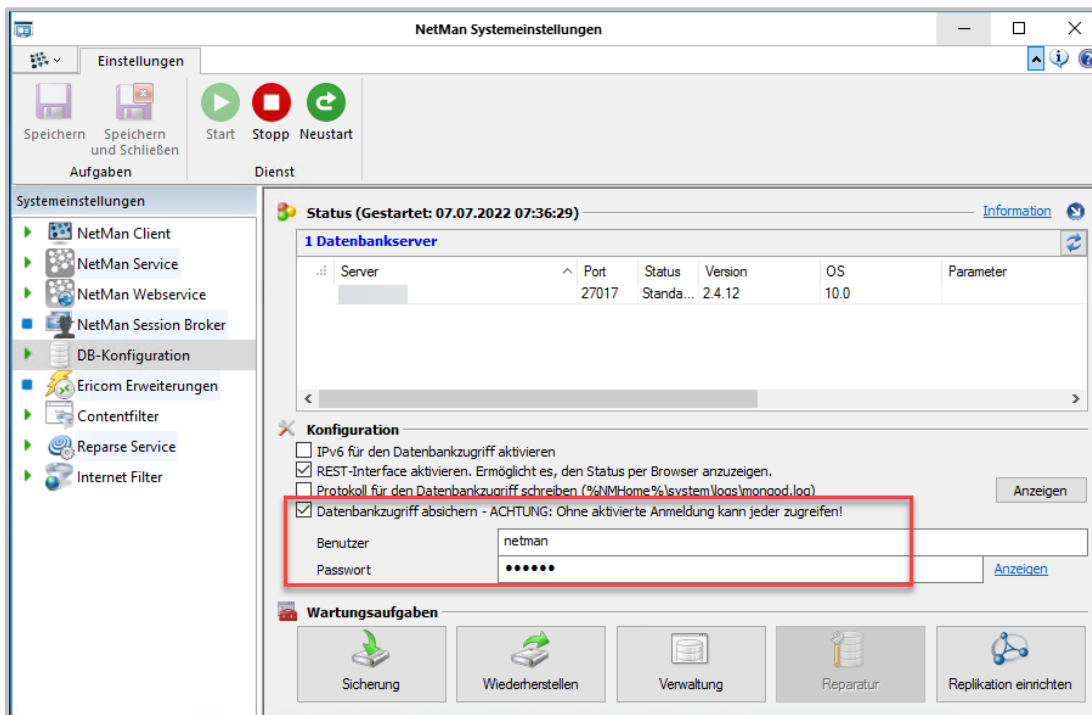 NetMan Systemeinstellungen
Einstellungen
Speichern
Speichern und Schließen
Start
Stopp
Neustart
Aufgaben
Dienst
Systemeinstellungen
NetMan Client
NetMan Service
NetMan Webservice
NetMan Session Broker
DB-Konfiguration
Ericom Erweiterungen
Contentfilter
Reparse Service
Internet Filter
Status (Gestartet: 07.07.2022 07:36:29)
Information
1 Datenbankserver
Server Port Status Version OS Parameter
27017 Standa... 2.4.12 10.0
Konfiguration
IPv6 für den Datenbankzugriff aktivieren
REST-Interface aktivieren. Ermöglicht es, den Status per Browser anzuzeigen.
Protokoll für den Datenbankzugriff schreiben (%NMHome%\system\logs\mongod.log)
Anzeigen
Datenbankzugriff absichern - ACHTUNG: Ohne aktivierte Anmeldung kann jeder zugreifen!
Benutzer netman
Passwort ●●●●●● Anzeigen
Wartungsaufgaben
Sicherung
Wiederherstellen
Verwaltung
Reparatur
Replikation einrichten